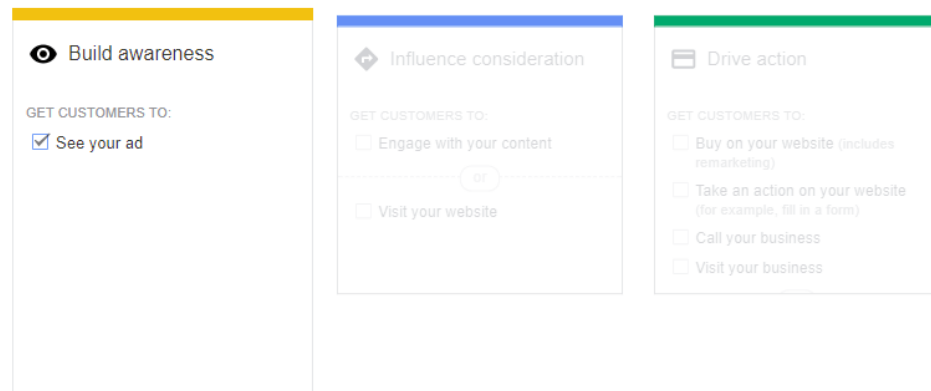 Build awareness
GET CUSTOMERS TO:
See your ad
Influence consideration
GET CUSTOMERS TO:
Engage with your content
or
Visit your website
Drive action
GET CUSTOMERS TO:
Buy on your website (includes
remarketing)
Take an action on your website
(for example, fill in a form)
Call your business
Visit your business